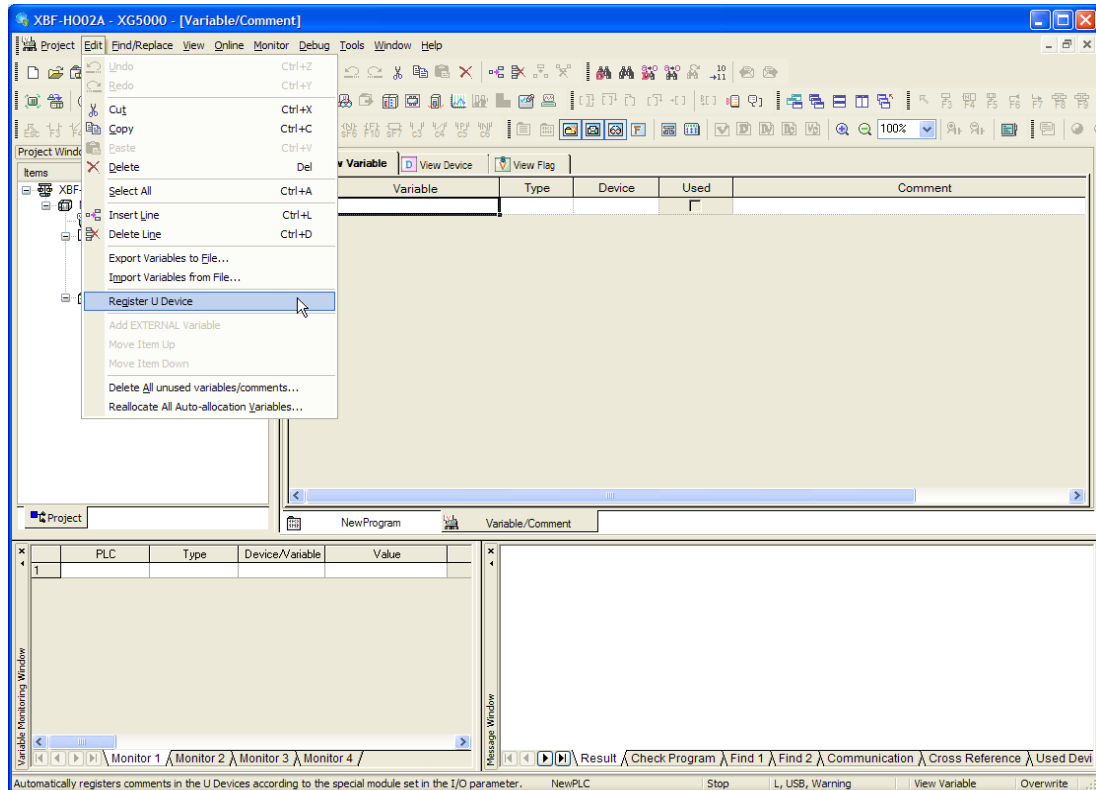 XBF-HO02A - XG5000 - [Variable/Comment]
Project Edit Find/Replace View Online Monitor Debug Tools Window Help
Undo Ctrl+Z
Redo Ctrl+Y
Cut Ctrl+X
Copy Ctrl+C
Paste Ctrl+V
Delete Del
Select All Ctrl+A
Insert Line Ctrl+L
Delete Line Ctrl+D
Export Variables to File...
Import Variables from File...
Register U Device
Add EXTERNAL Variable
Move Item Up
Move Item Down
Delete All unused variables/comments...
Reallocate All Auto-allocation Variables...
100%
Project Windo
Items
XBF-
Variable View Device View Flag
Variable Type Device Used Comment
Project
NewProgram Variable/Comment
PLC Type Device/Variable Value
1
Variable Monitoring Window
Monitor 1 Monitor 2 Monitor 3 Monitor 4
Message Window
Result Check Program Find 1 Find 2 Communication Cross Reference Used Devi
Automatically registers comments in the U Devices according to the special module set in the I/O parameter. NewPLC Stop L, USB, Warning View Variable Overwrite